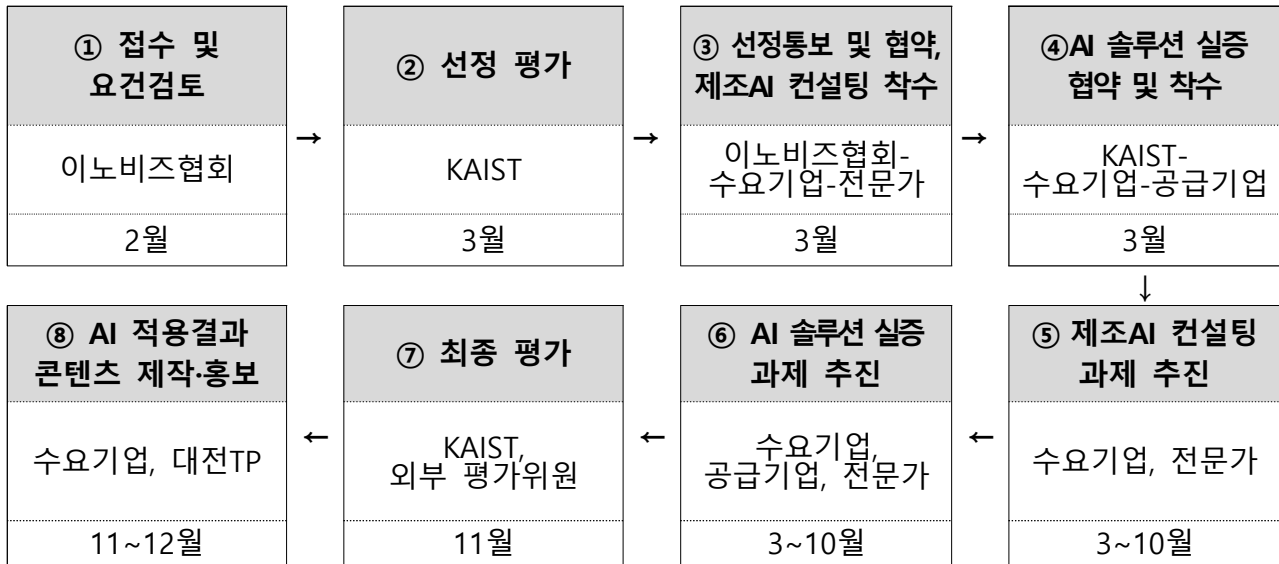 ① 접수 및
요건검토
이노비즈협회
2월
→
② 선정 평가
KAIST
3월
→
③ 선정통보 및 협약,
제조AI 컨설팅 착수
이노비즈협회-
수요기업-전문가
3월
→
④AI 솔루션 실증
협약 및 착수
KAIST-
수요기업-공급기업
3월
↓
⑤ 제조AI 컨설팅
과제 추진
수요기업, 전문가
3~10월
←
⑥ AI 솔루션 실증
과제 추진
수요기업,
공급기업, 전문가
3~10월
←
⑦ 최종 평가
KAIST,
외부 평가위원
11월
←
⑧ AI 적용결과
콘텐츠 제작·홍보
수요기업, 대전TP
11~12월